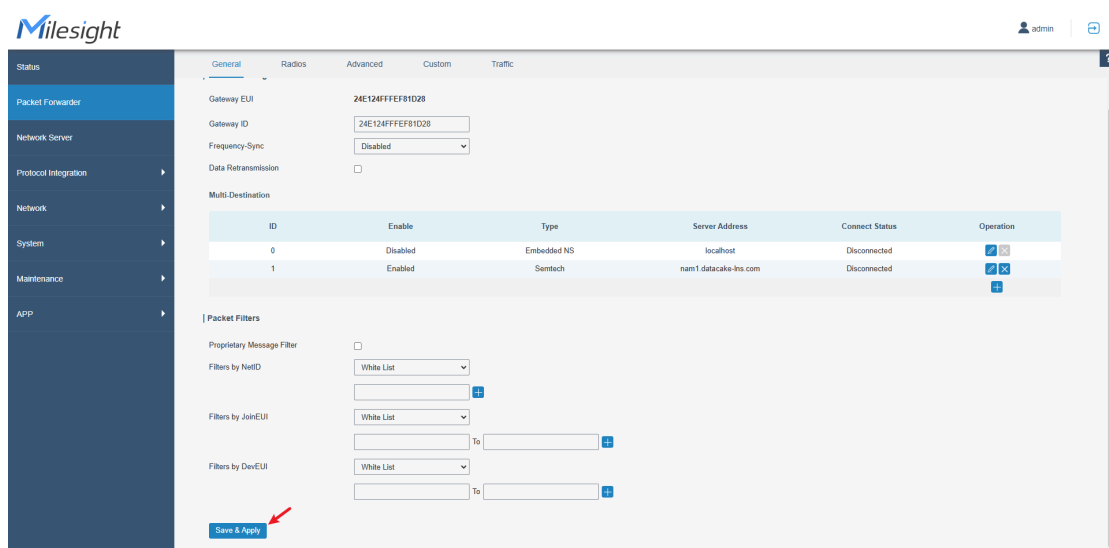 Milesight
admin
Status
General Radios Advanced Custom Traffic
Gateway EUI 24E124FFFEF81D28
Packet Forwarder
Gateway ID 24E124FFFEF81D28
Network Server
Frequency-Sync Disabled
Protocol Integration
Data Retransmission
Multi-Destination
Network
ID Enable Type Server Address Connect Status Operation
System
0 Disabled Embedded NS localhost Disconnected
1 Enabled Semtech nam1.datacake-lns.com Disconnected
Maintenance
APP
Packet Filters
Proprietary Message Filter
Filters by NetID White List
Filters by JoinEUI White List
To
Filters by DevEUI White List
To
Save & Apply